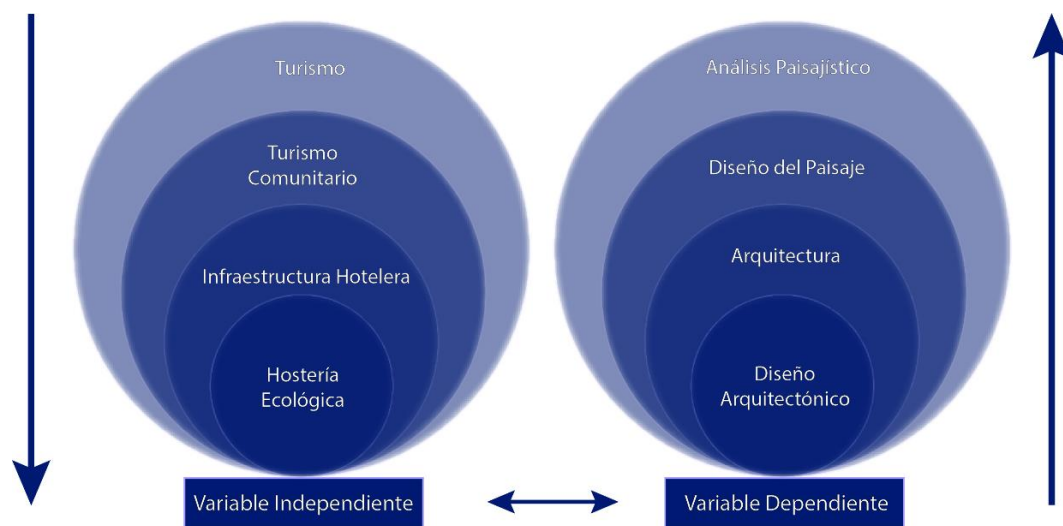 Turismo
Turismo
Comunitario
Infraestructura Hotelera
Hostería
Ecológica
Variable Independiente
Análisis Paisajístico
Diseño del Paisaje
Arquitectura
Diseño
Arquitectónico
Variable Dependiente